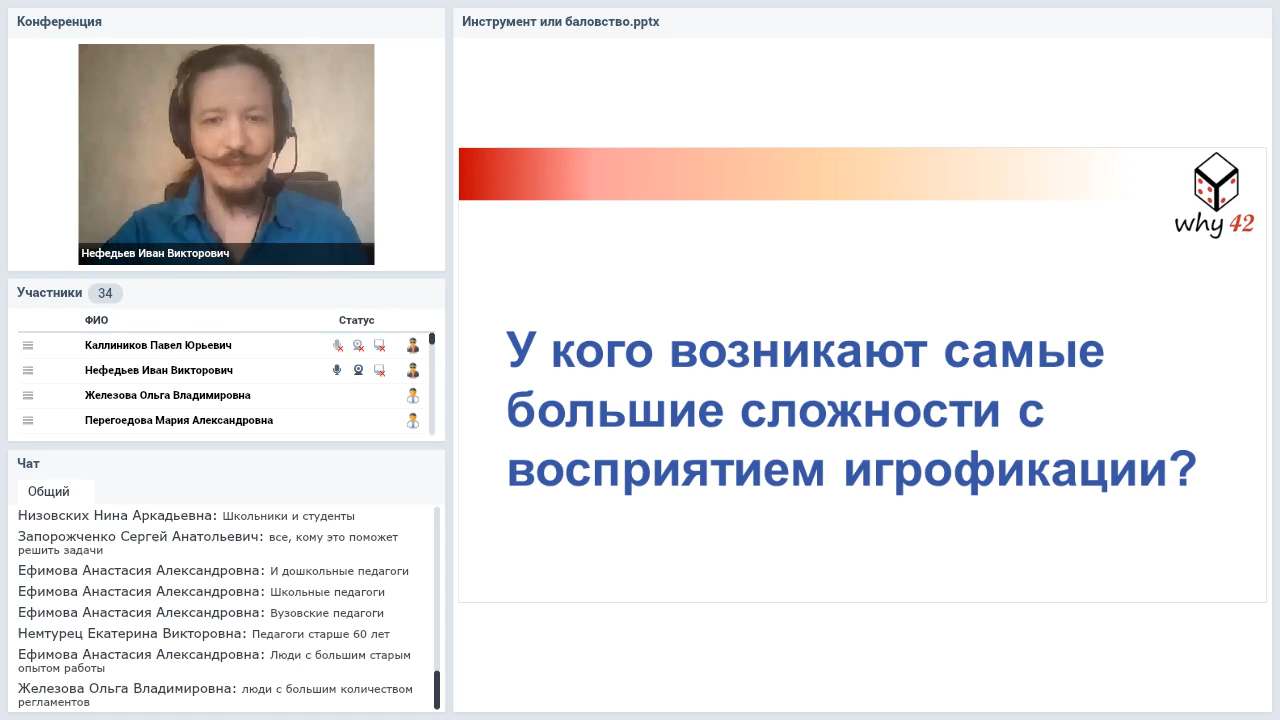 Конференция
Нефедьев Иван Викторович
Участники 34
ФИО Статус
Каллиников Павел Юрьевич
Нефедьев Иван Викторович
Железова Ольга Владимировна
Перегоедова Мария Александровна
Чат
Общий
Низовских Нина Аркадьевна: Школьники и студенты
Запорожченко Сергей Анатольевич: все, кому это поможет
решить задачи
Ефимова Анастасия Александровна: И дошкольные педагоги
Ефимова Анастасия Александровна: Школьные педагоги
Ефимова Анастасия Александровна: Вузовские педагоги
Немтурец Екатерина Викторовна: Педагоги старше 60 лет
Ефимова Анастасия Александровна: Люди с большим старым
опытом работы
Железова Ольга Владимировна: люди с большим количеством
регламентов
Инструмент или баловство.pptx
why 42
У кого возникают самые
большие сложности с
восприятием игрофикации?